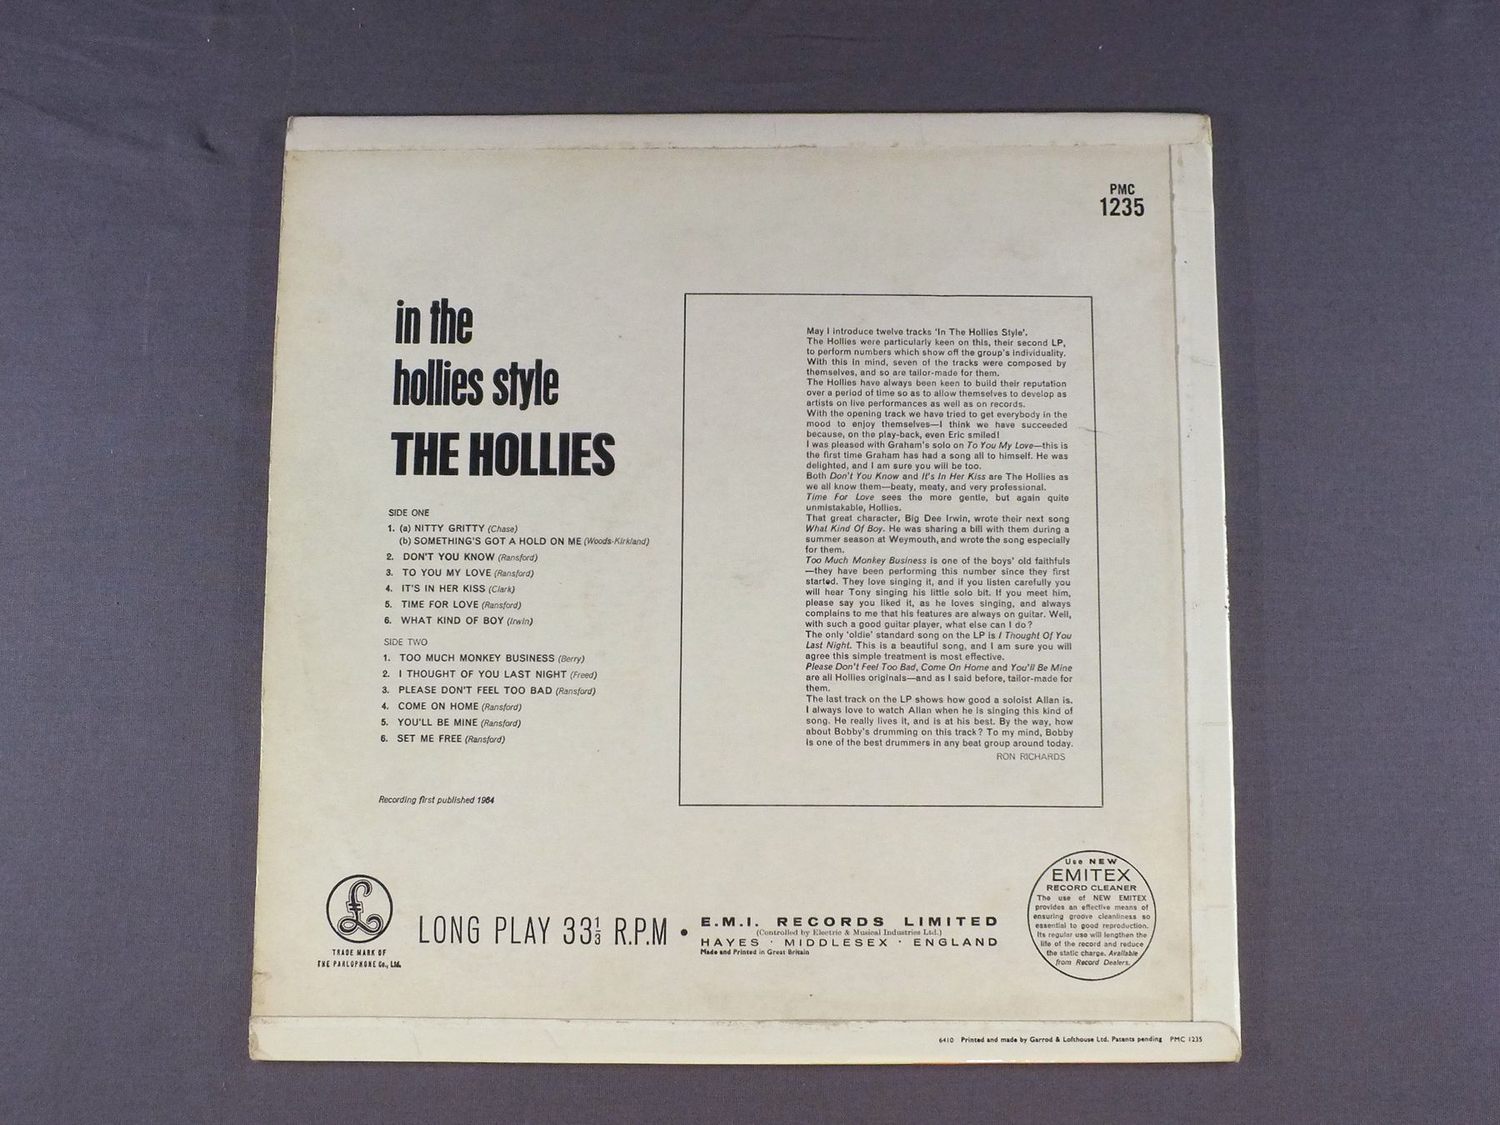 PMC
1235
in the
hollies style
THE HOLLIES
SIDE ONE
1. (a) NITTY GRITTY (Chase)
(b) SOMETHING'S GOT A HOLD ON ME (Woods-Kirkland)
2. DON'T YOU KNOW (Ransford)
3. TO YOU MY LOVE (Ransford)
4. IT'S IN HER KISS (Clark)
5. TIME FOR LOVE (Ransford)
6. WHAT KIND OF BOY (Irwin)
SIDE TWO
1. TOO MUCH MONKEY BUSINESS (Berry)
2. I THOUGHT OF YOU LAST NIGHT (Freed)
3. PLEASE DON'T FEEL TOO BAD (Ransford)
4. COME ON HOME (Ransford)
5. YOU'LL BE MINE (Ransford)
6. SET ME FREE (Ransford)
Recording first published 1964
May I introduce twelve tracks 'In The Hollies Style'.
The Hollies were particularly keen on this, their second LP,
to perform numbers which show off the group's individuality.
With this in mind, seven of the tracks were composed by
themselves, and so are tailor-made for them.
The Hollies have always been keen to build their reputation
over a period of time so as to allow themselves to develop as
artists on live performances as well as on records.
With the opening track we have tried to get everybody in the
mood to enjoy themselves—I think we have succeeded
because, on the play-back, even Eric smiled!
I was pleased with Graham's solo on To You My Love—this is
the first time Graham has had a song all to himself. He was
delighted, and I am sure you will be too.
Both Don't You Know and It's In Her Kiss are The Hollies as
we all know them—beaty, meaty, and very professional.
Time For Love sees the more gentle, but again quite
unmistakable, Hollies.
That great character, Big Dee Irwin, wrote their next song
What Kind Of Boy. He was sharing a bill with them during a
summer season at Weymouth, and wrote the song especially
for them.
Too Much Monkey Business is one of the boys' old faithfuls
—they have been performing this number since they first
started. They love singing it, and if you listen carefully you
will hear Tony singing his little solo bit. If you meet him,
please say you liked it, as he loves singing, and always
complains to me that his features are always on guitar. Well,
with such a good guitar player, what else can I do?
The only 'oldie' standard song on the LP is I Thought Of You
Last Night. This is a beautiful song, and I am sure you will
agree this simple treatment is most effective.
Please Don't Feel Too Bad, Come On Home and You'll Be Mine
are all Hollies originals—and as I said before, tailor-made for
them.
The last track on the LP shows how good a soloist Allan is.
I always love to watch Allan when he is singing this kind of
song. He really lives it, and is at his best. By the way, how
about Bobby's drumming on this track? To my mind, Bobby
is one of the best drummers in any beat group around today.
RON RICHARDS
£
TRADE MARK OF
THE PARLOPHONE Co., Ltd.
LONG PLAY 33⅓ R.P.M •
E.M.I. RECORDS LIMITED
(Controlled by Electric & Musical Industries Ltd.)
HAYES · MIDDLESEX · ENGLAND
Made and Printed in Great Britain
Use NEW
EMITEX
RECORD CLEANER
The use of NEW EMITEX
provides an effective means of
ensuring groove cleanliness so
essential to good reproduction.
Its regular use will lengthen the
life of the record and reduce
the static charge. Available
from Record Dealers.
6410 Printed and made by Garrod & Lofthouse Ltd. Patents pending PMC 1235